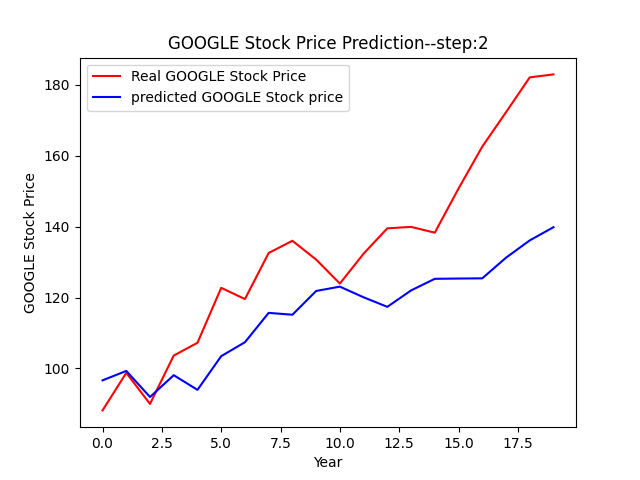 GOOGLE Stock Price Prediction--step:2
Real GOOGLE Stock Price
predicted GOOGLE Stock price
GOOGLE Stock Price
180
160
140
120
100
0.0 2.5 5.0 7.5 10.0 12.5 15.0 17.5
Year